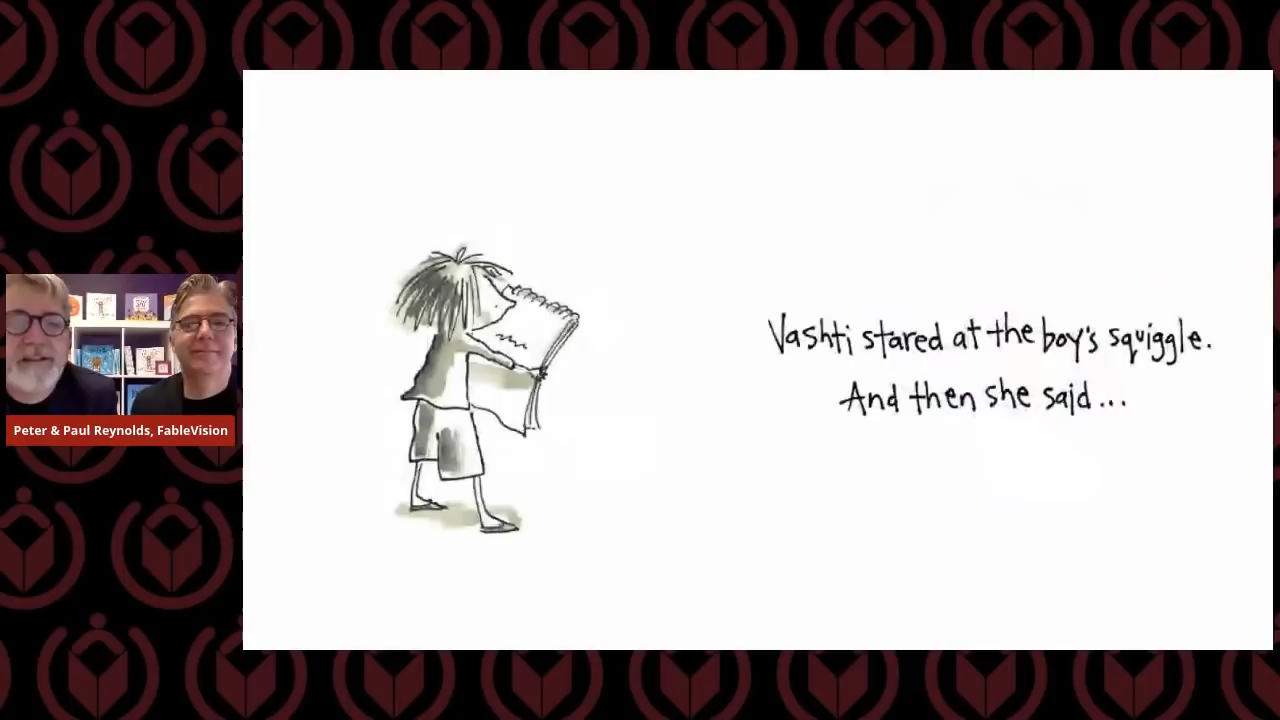 Vashti stared at the boy's squiggle.
And then she said...
Peter & Paul Reynolds, FableVision